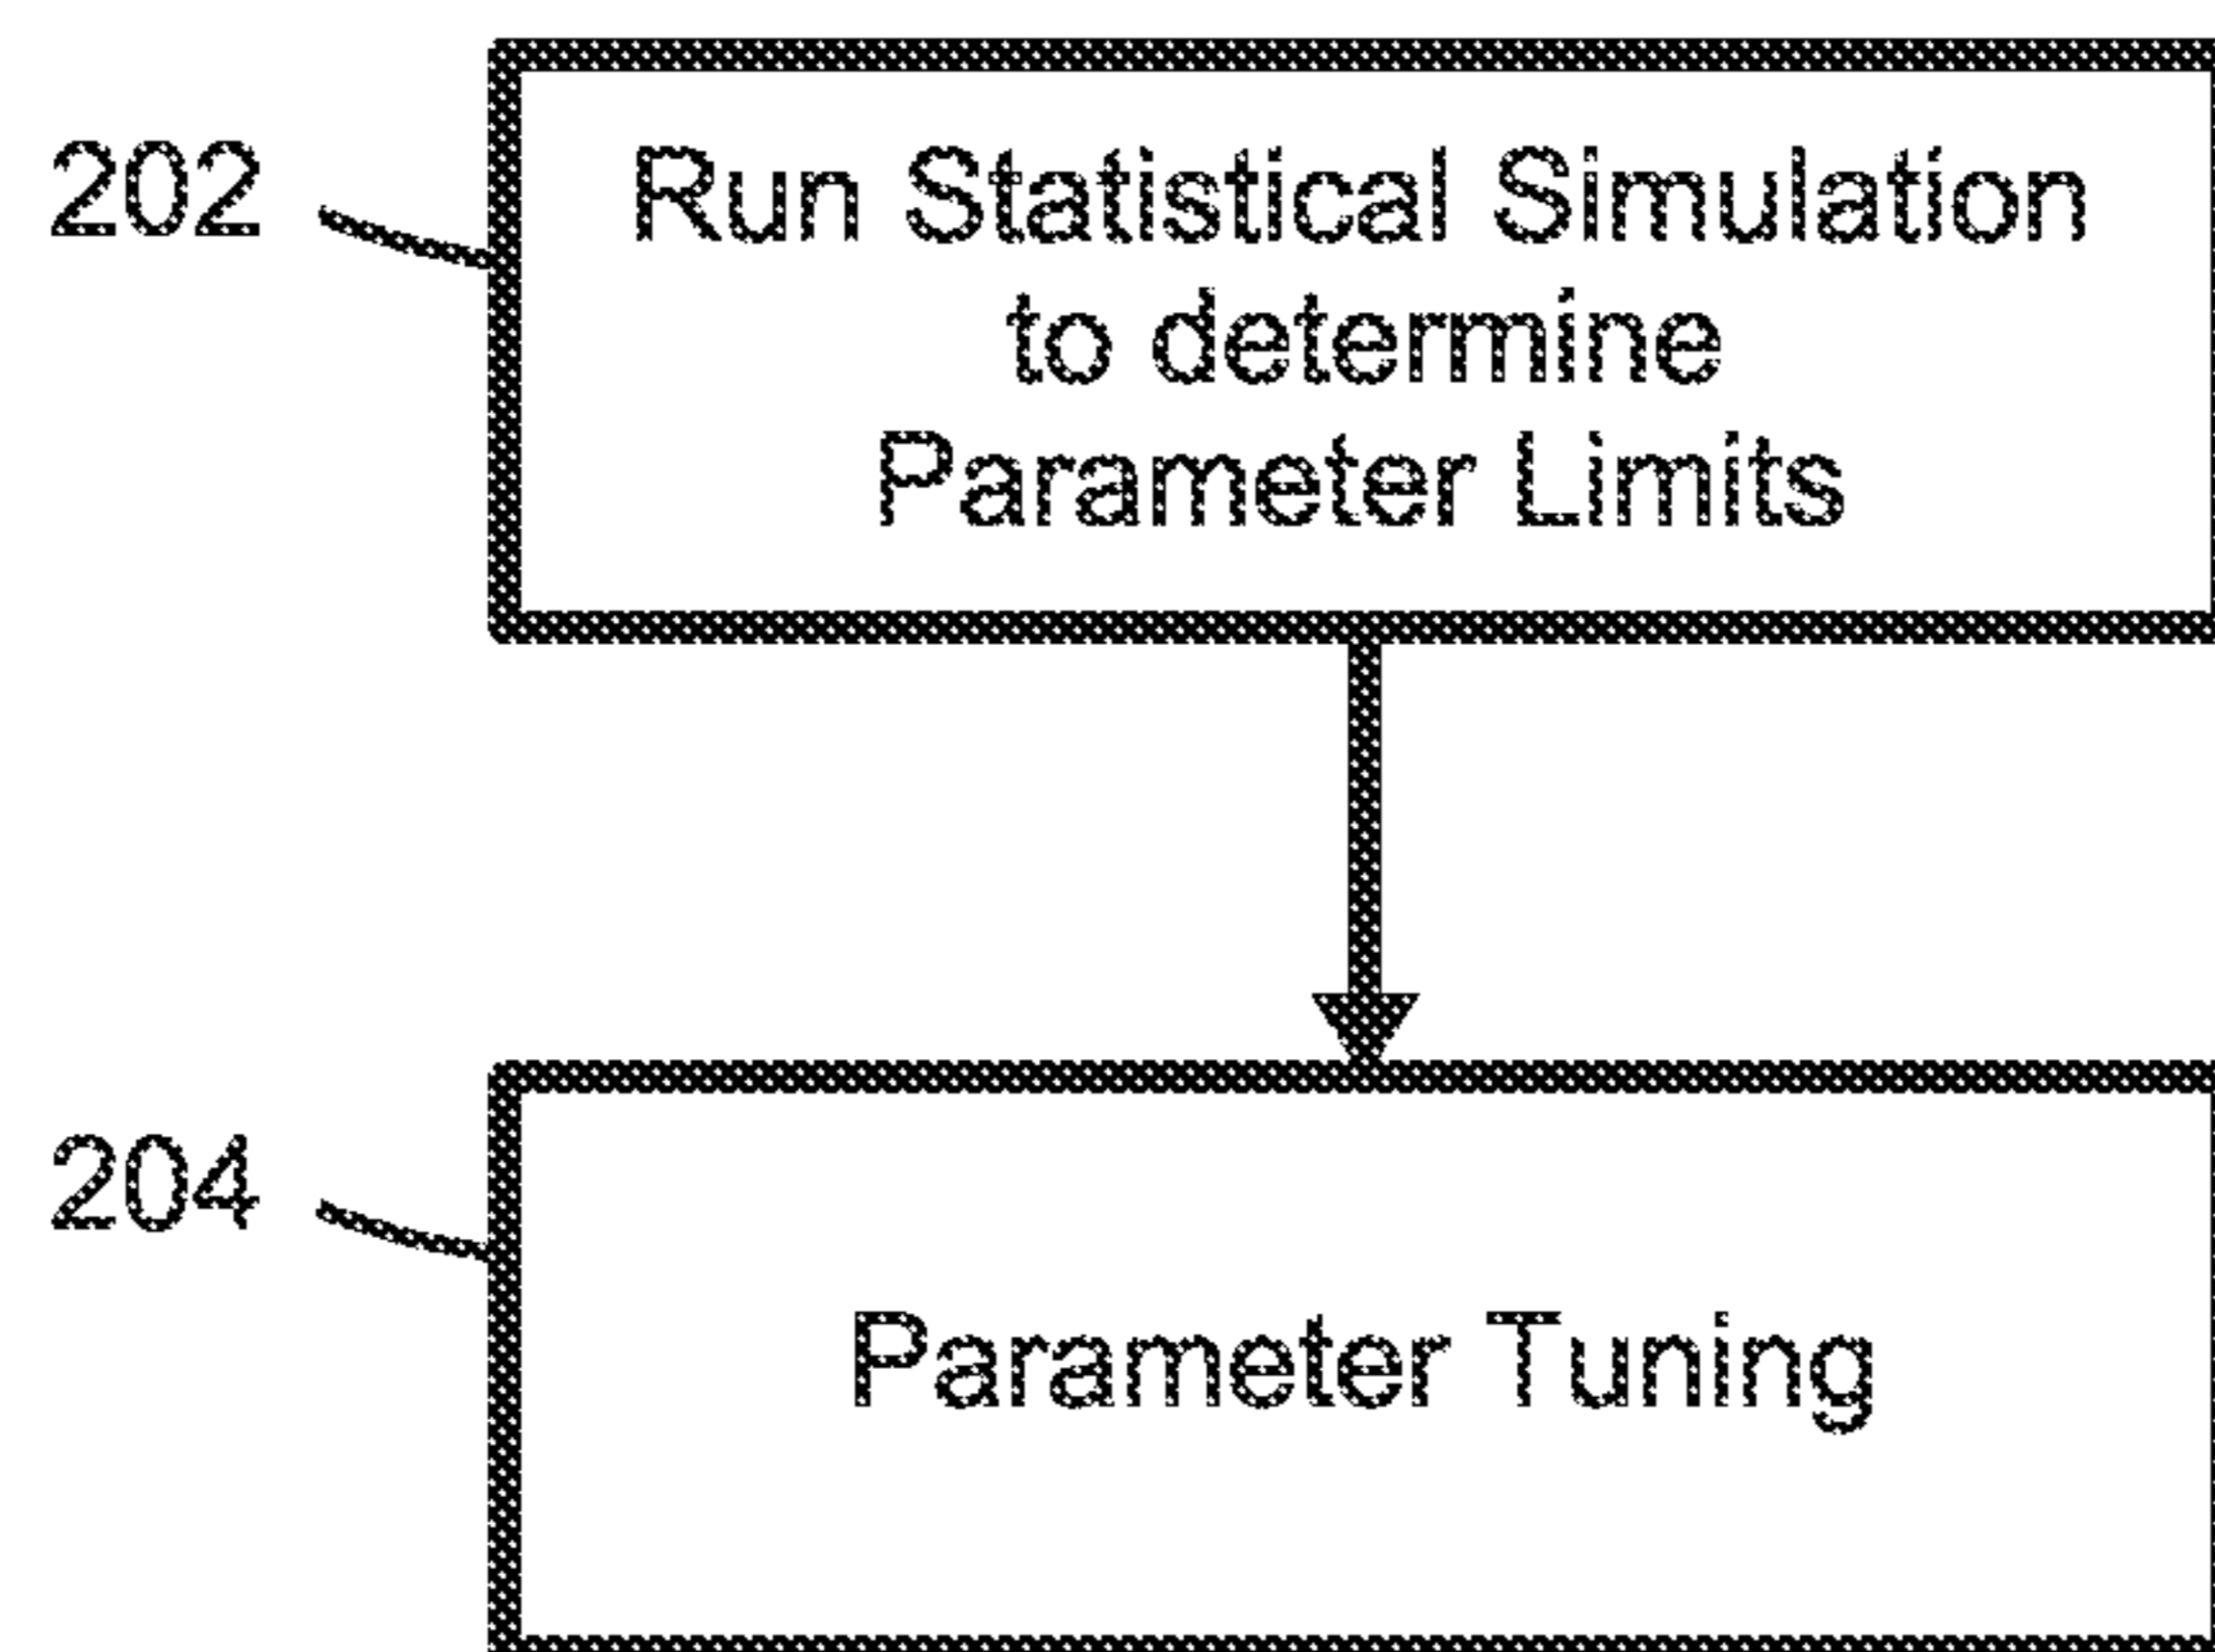 202
Run Statistical Simulation
to determine
Parameter Limits
204
Parameter Tuning